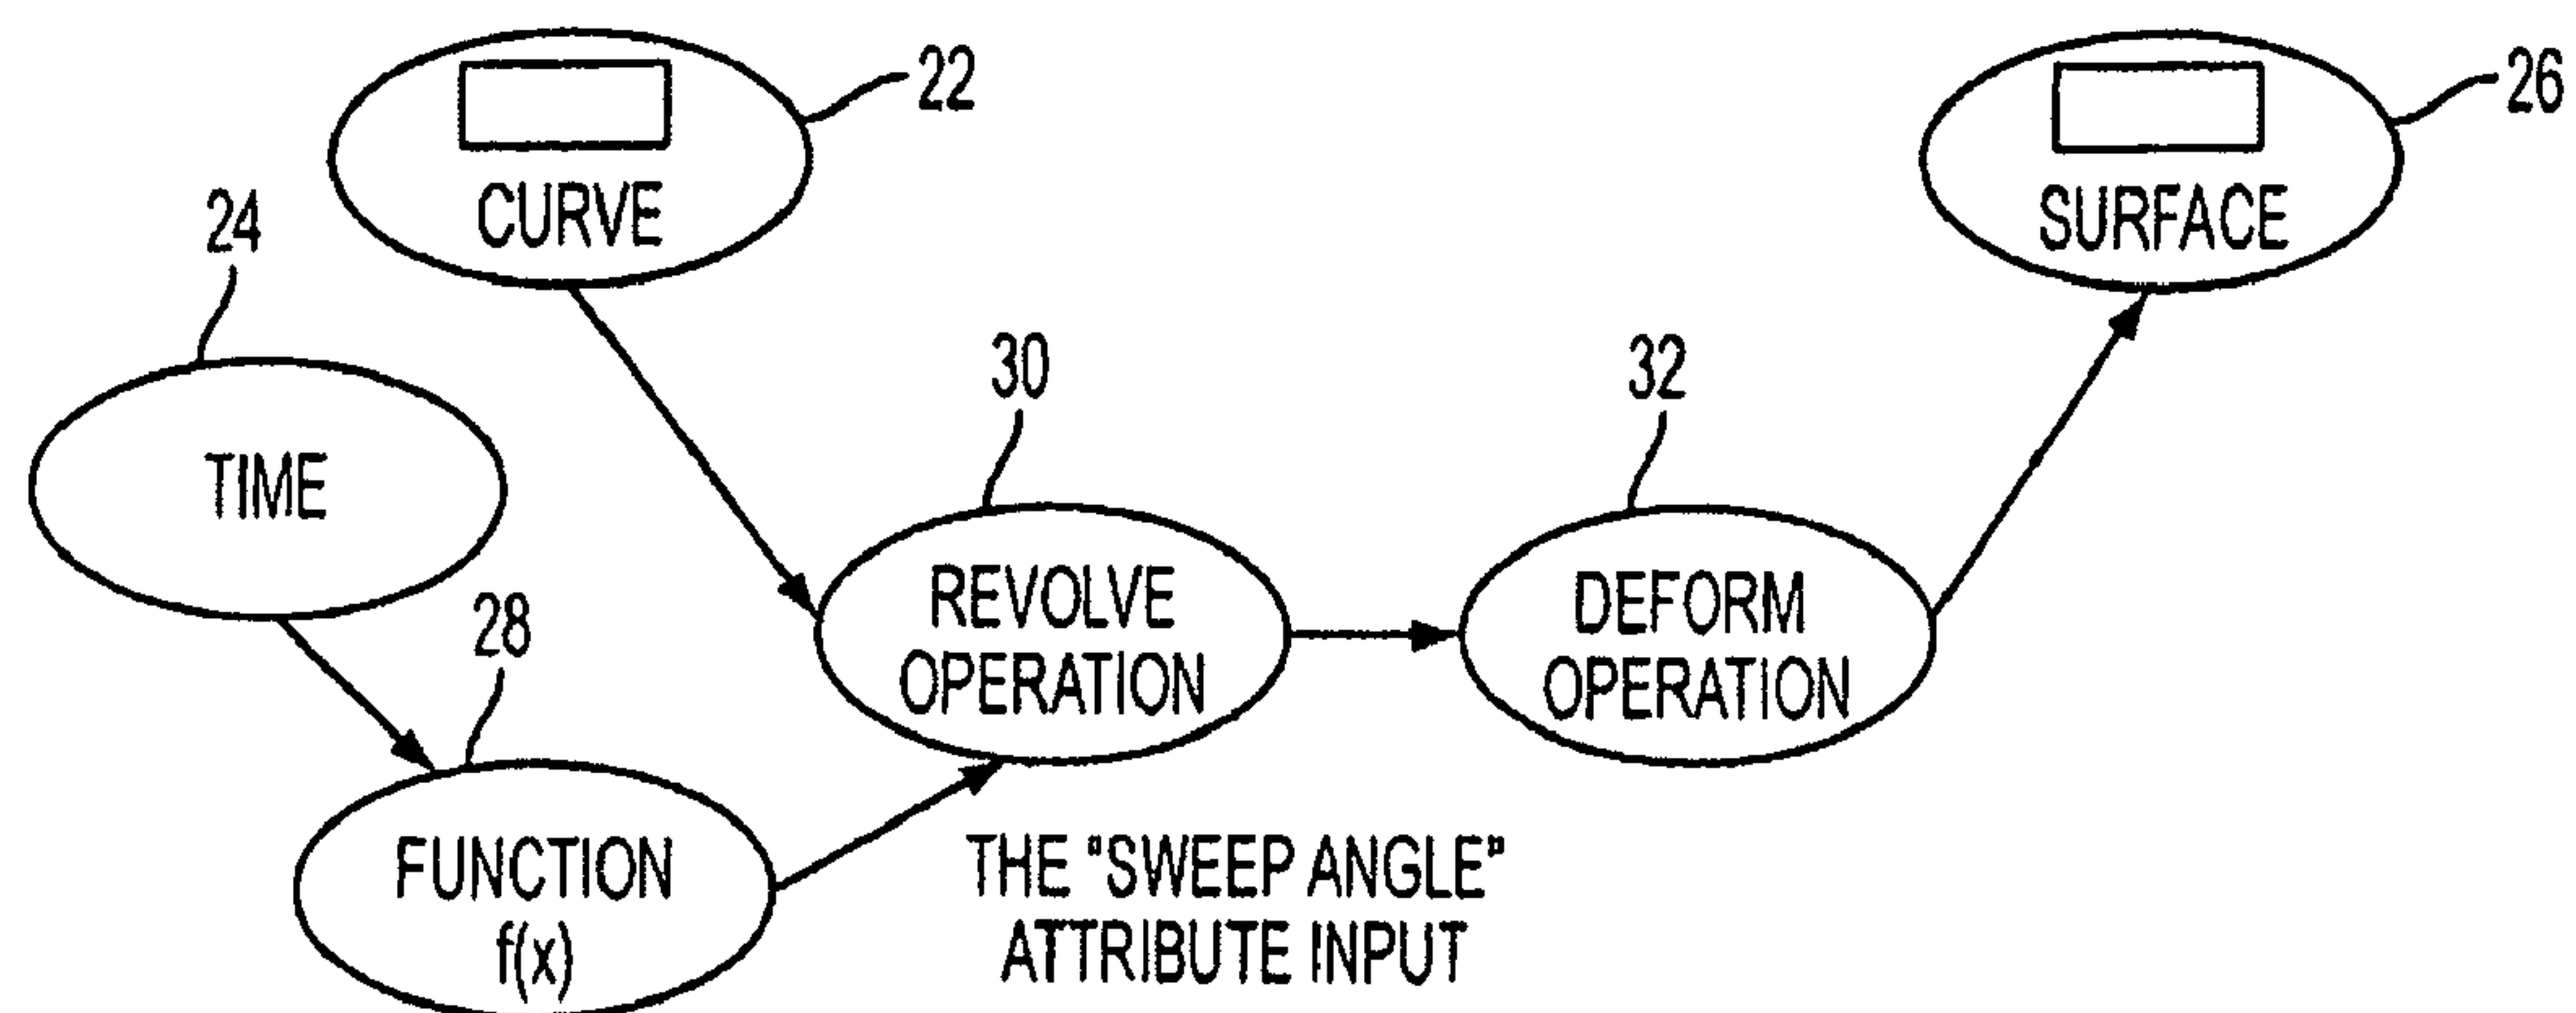 22
26
CURVE
SURFACE
24
TIME
30
32
28
REVOLVE
OPERATION
DEFORM
OPERATION
FUNCTION
f(x)
THE "SWEEP ANGLE"
ATTRIBUTE INPUT